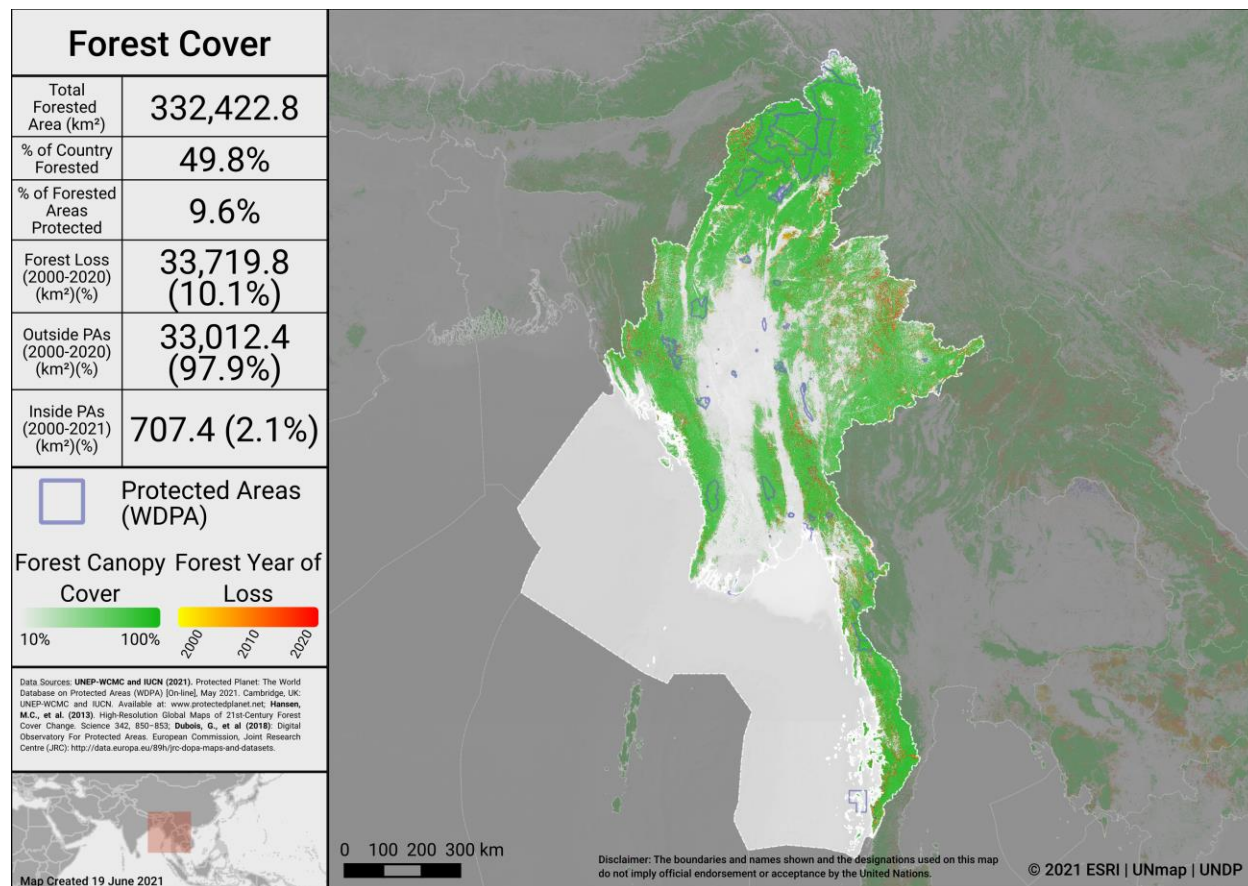 Forest Cover
Total
Forested
Area (km²)
332,422.8
% of Country
Forested
49.8%
% of Forested
Areas
Protected
9.6%
Forest Loss
(2000-2020)
(km²)(%)
33,719.8
(10.1%)
Outside PAs
(2000-2020)
(km²)(%)
33,012.4
(97.9%)
Inside PAs
(2000-2021)
(km²)(%)
707.4 (2.1%)
Protected Areas
(WDPA)
Forest Canopy
Cover
10%
100%
Forest Year of
Loss
2000
2010
2020
Data Sources: UNEP-WCMC and IUCN (2021). Protected Planet: The World
Database on Protected Areas (WDPA) [On-line], May 2021. Cambridge, UK:
UNEP-WCMC and IUCN. Available at: www.protectedplanet.net; Hansen,
M.C., et al. (2013). High-Resolution Global Maps of 21st-Century Forest
Cover Change. Science 342, 850–853; Dubois, G., et al (2018): Digital
Observatory For Protected Areas. European Commission, Joint Research
Centre (JRC): http://data.europa.eu/89h/jrc-dopa-maps-and-datasets.
Map Created 19 June 2021
0 100 200 300 km
Disclaimer: The boundaries and names shown and the designations used on this map
do not imply official endorsement or acceptance by the United Nations.
© 2021 ESRI | UNmap | UNDP